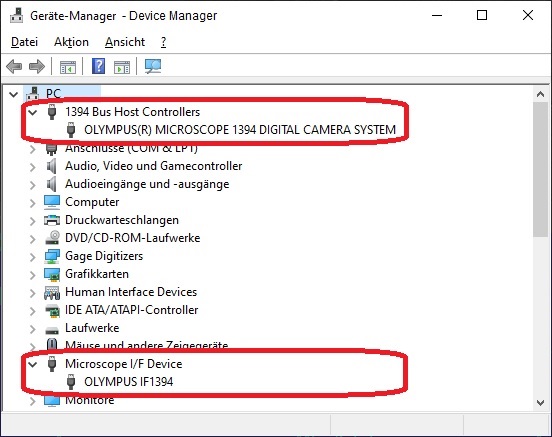 Geräte-Manager - Device Manager
Datei Aktion Ansicht ?
PC
1394 Bus Host Controllers
OLYMPUS(R) MICROSCOPE 1394 DIGITAL CAMERA SYSTEM
Anschlüsse (COM & LPT)
Audio, Video und Gamecontroller
Audioeingänge und -ausgänge
Computer
Druckwarteschlangen
DVD/CD-ROM-Laufwerke
Gage Digitizers
Grafikkarten
Human Interface Devices
IDE ATA/ATAPI-Controller
Laufwerke
Mäuse und andere Zeigegeräte
Microscope I/F Device
OLYMPUS IF1394
Monitore